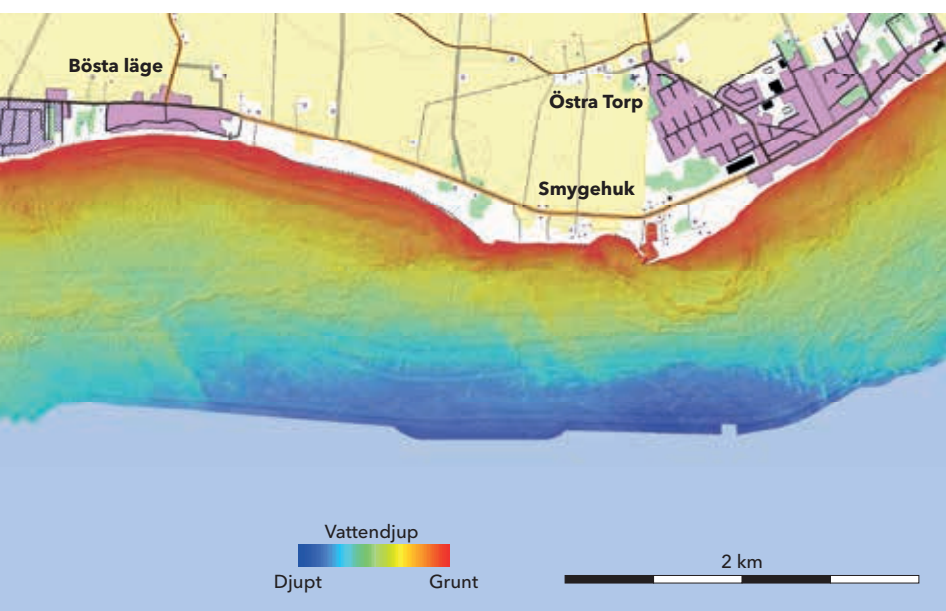 Bösta läge
Östra Torp
Smygehuk
Vattendjup
Djupt
Grunt
2 km